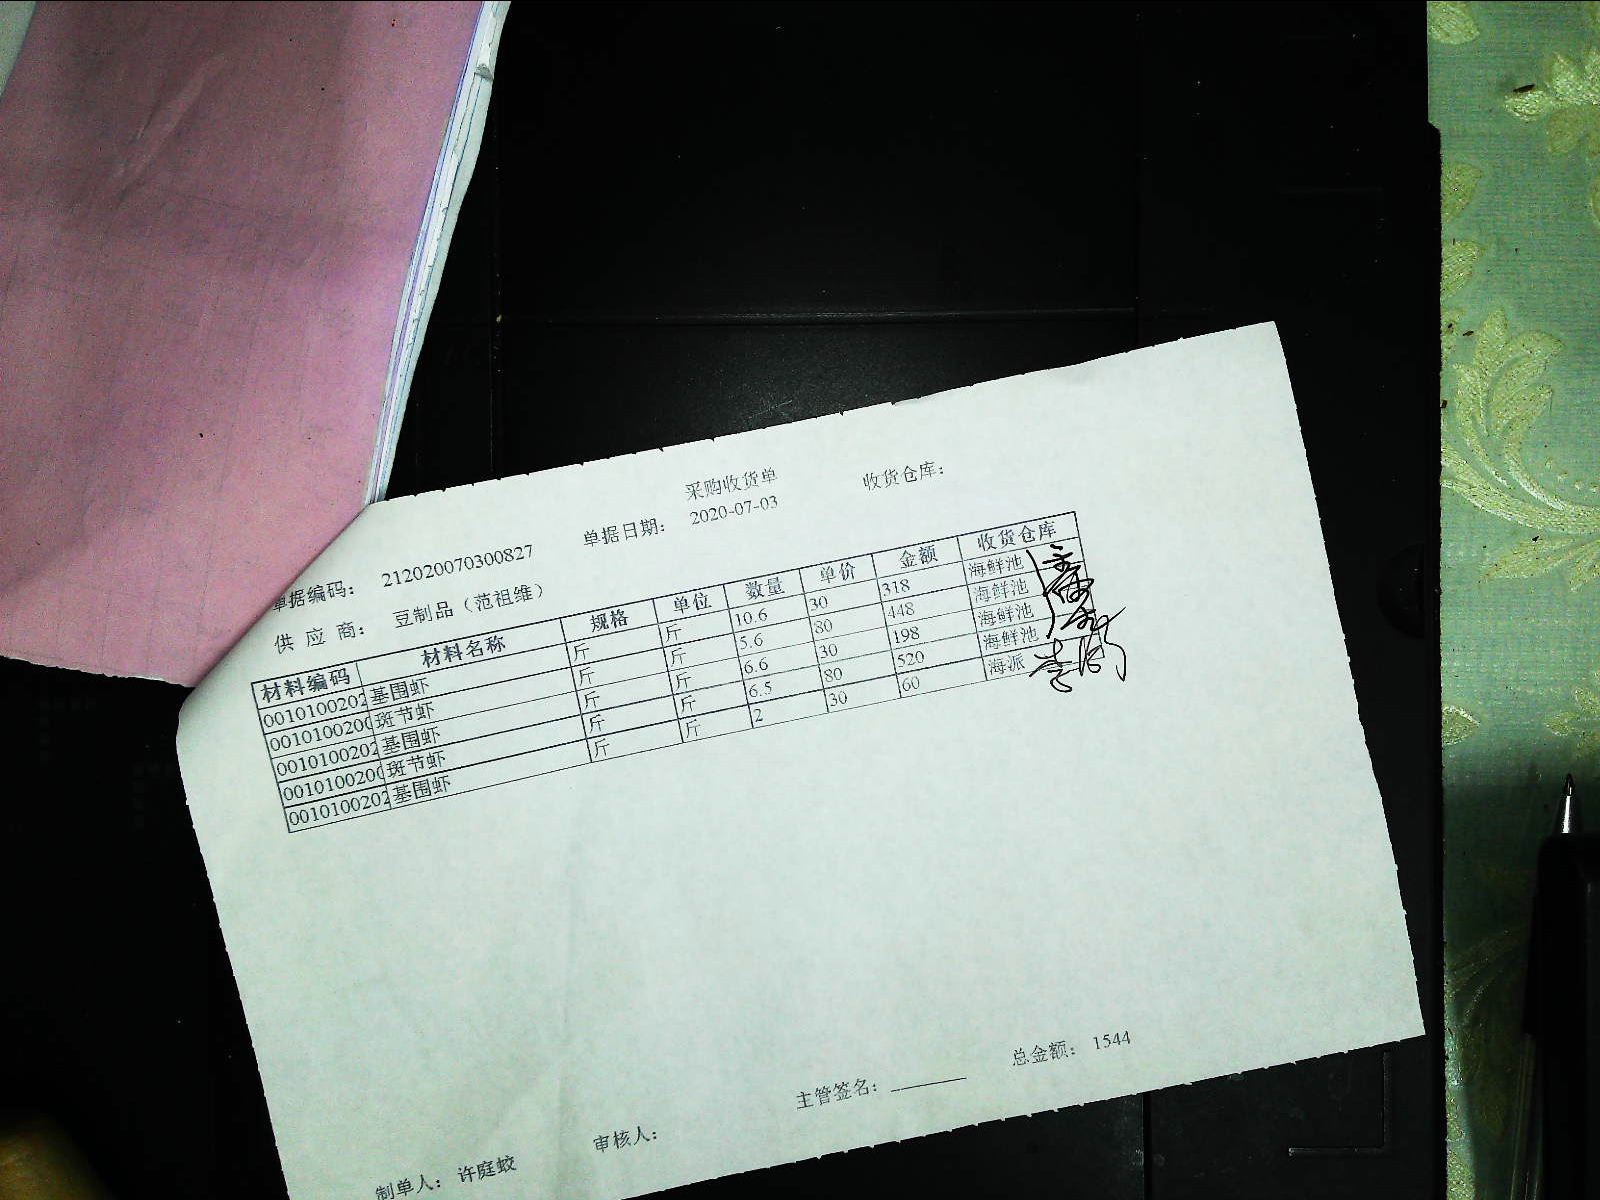 采购收货单 收货仓库：
单据编码： 212020070300827 单据日期： 2020-07-03
供 应 商： 豆制品（范祖维）
材料编码 材料名称 规格 单位 数量 单价 金额 收货仓库
0010100202 基围虾 斤 斤 10.6 30 318 海鲜池
001010020 斑节虾 斤 斤 5.6 80 448 海鲜池
0010100202 基围虾 斤 斤 6.6 30 198 海鲜池
001010020 斑节虾 斤 斤 6.5 80 520 海鲜池
0010100202 基围虾 斤 斤 2 30 60 海派
制单人： 许庭蛟 审核人： 主管签名： 总金额： 1544